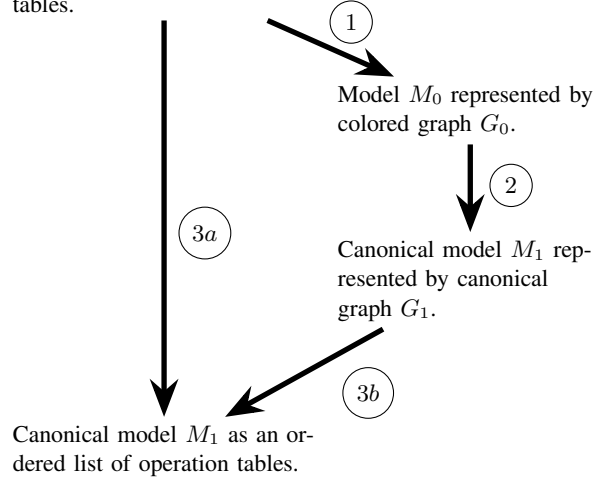 tables.
1
Model M₀ represented by
colored graph G₀.
2
Canonical model M₁ rep-
resented by canonical
graph G₁.
3a
3b
Canonical model M₁ as an or-
dered list of operation tables.